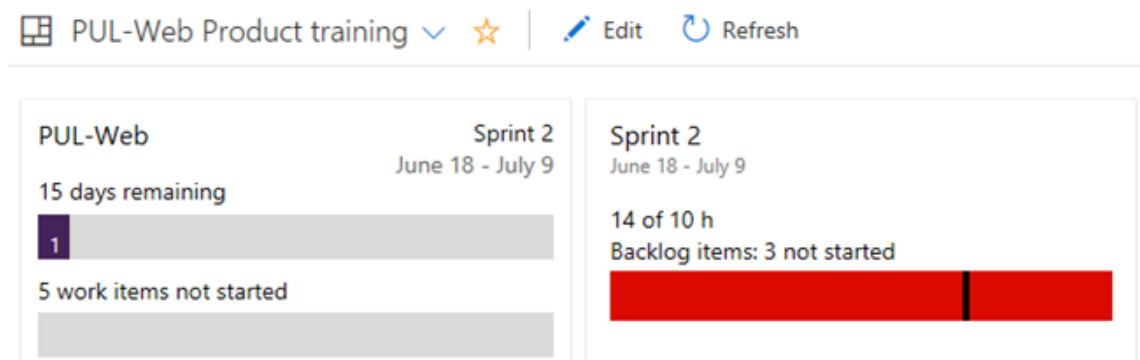 PUL-Web Product training
Edit
Refresh
PUL-Web
Sprint 2
June 18 - July 9
15 days remaining
1
5 work items not started
Sprint 2
June 18 - July 9
14 of 10 h
Backlog items: 3 not started